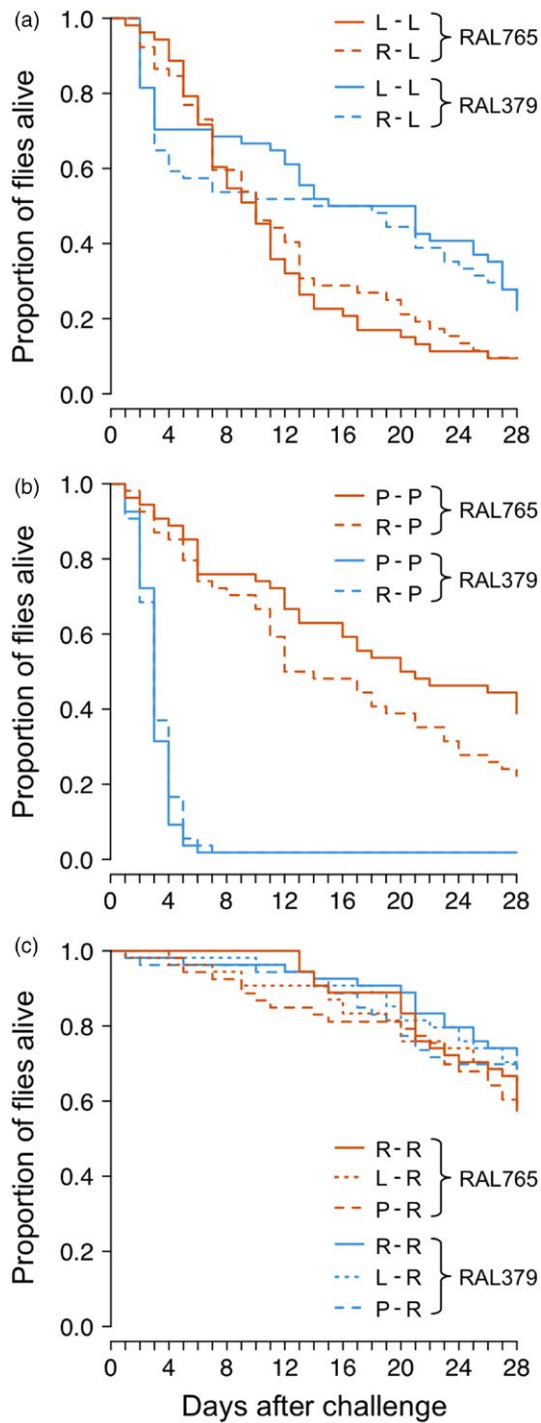 (a)
1.0
0.8
0.6
0.4
0.2
0.0
Proportion of flies alive
L - L
R - L
RAL765
L - L
R - L
RAL379
0 4 8 12 16 20 24 28
(b)
1.0
0.8
0.6
0.4
0.2
0.0
Proportion of flies alive
P - P
R - P
RAL765
P - P
R - P
RAL379
0 4 8 12 16 20 24 28
(c)
1.0
0.8
0.6
0.4
0.2
0.0
Proportion of flies alive
R - R
L - R
P - R
RAL765
R - R
L - R
P - R
RAL379
0 4 8 12 16 20 24 28
Days after challenge